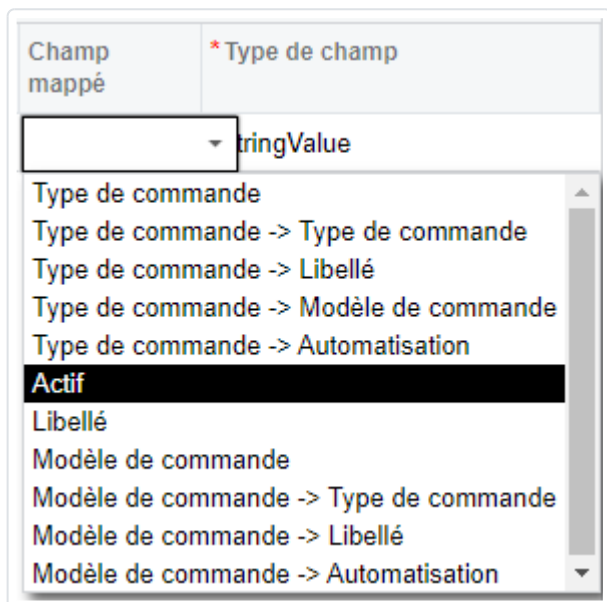 Champ mappé
* Type de champ
tringValue
Type de commande
Type de commande -> Type de commande
Type de commande -> Libellé
Type de commande -> Modèle de commande
Type de commande -> Automatisation
Actif
Libellé
Modèle de commande
Modèle de commande -> Type de commande
Modèle de commande -> Libellé
Modèle de commande -> Automatisation